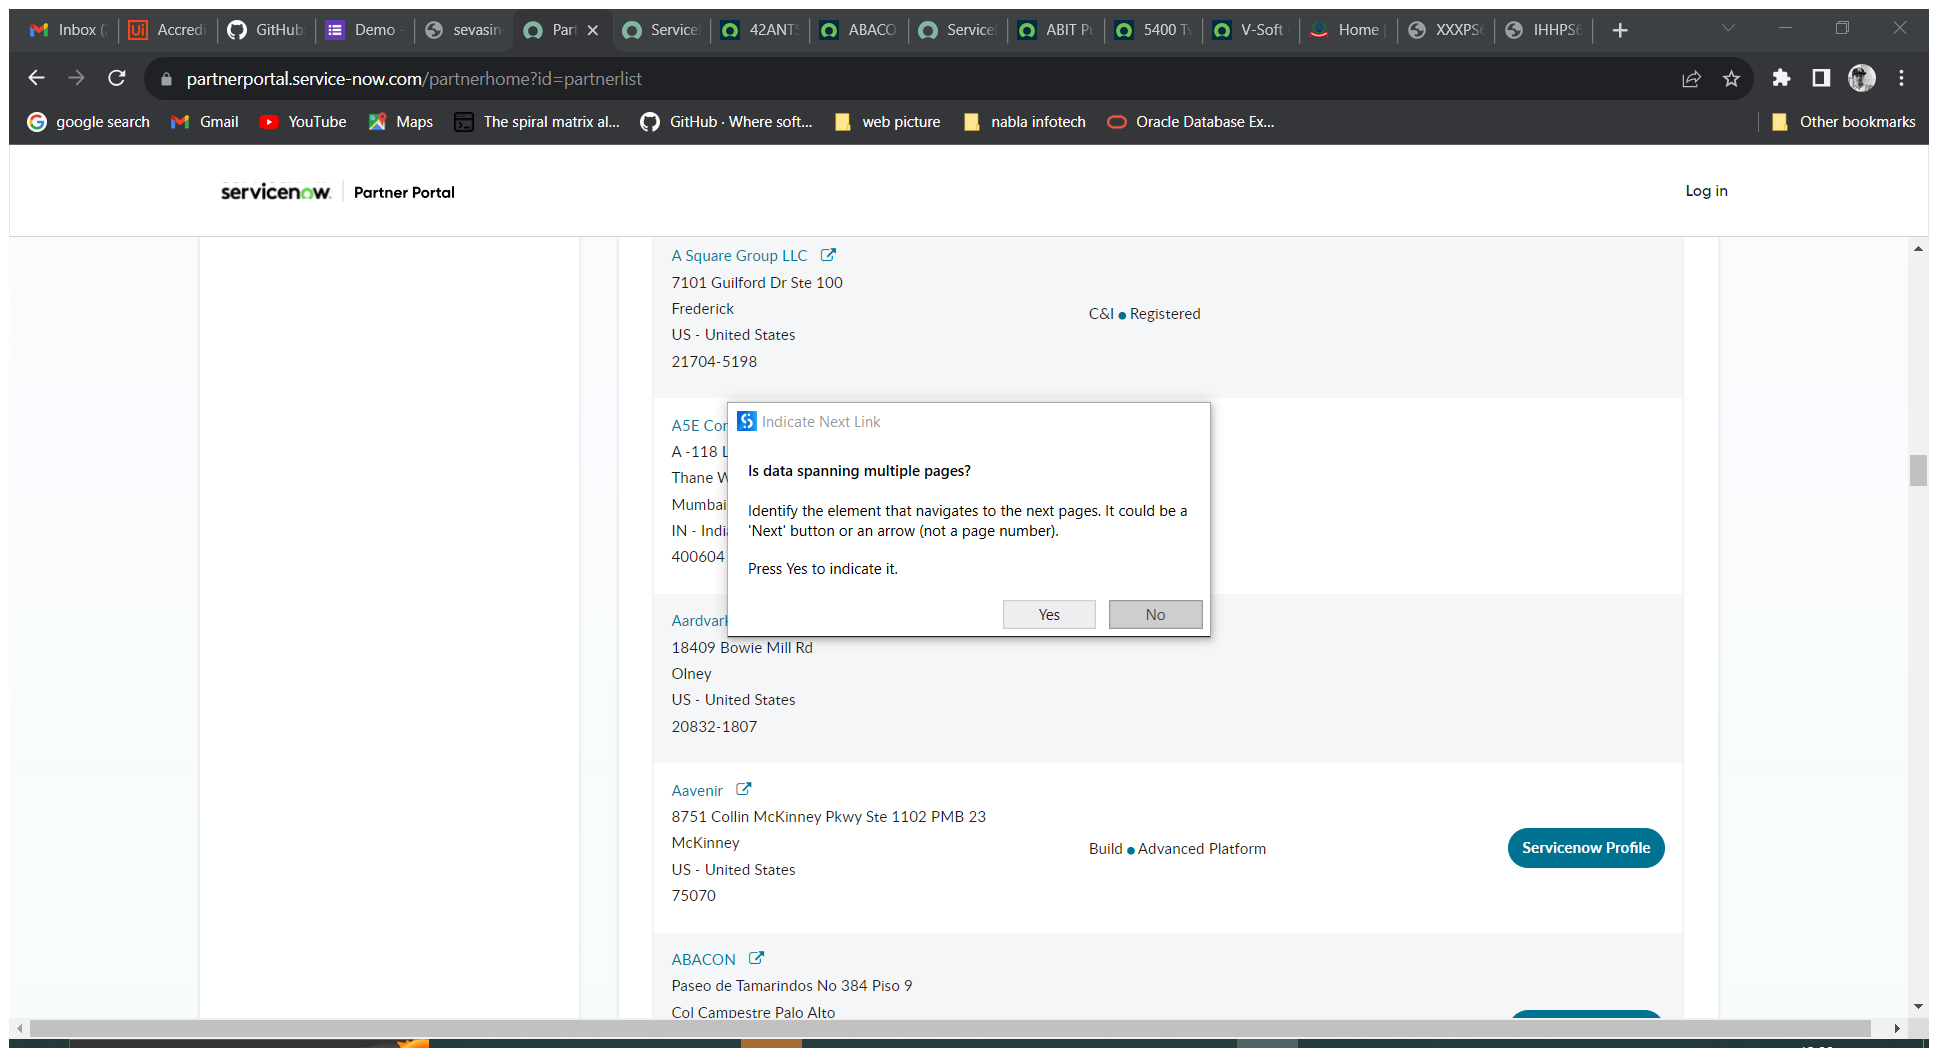 Inbox (
Accredi
GitHub:
Demo -
sevasin
Part
Service
42ANTS
ABACO
Service
ABIT Pu
5400 Tv
V-Soft
Home |
XXXPS
IHHPS
partnerportal.service-now.com/partnerhome?id=partnerlist
google search
Gmail
YouTube
Maps
The spiral matrix al...
GitHub · Where soft...
web picture
nabla infotech
Oracle Database Ex...
Other bookmarks
servicenow
Partner Portal
Log in
A Square Group LLC
7101 Guilford Dr Ste 100
Frederick
US - United States
21704-5198
C&I ● Registered
A5E Cor
A -118 L
Thane W
Mumbai
IN - Indi
400604
Indicate Next Link
Is data spanning multiple pages?
Identify the element that navigates to the next pages. It could be a
'Next' button or an arrow (not a page number).
Press Yes to indicate it.
Yes
No
Aardvark
18409 Bowie Mill Rd
Olney
US - United States
20832-1807
Aavenir
8751 Collin McKinney Pkwy Ste 1102 PMB 23
McKinney
US - United States
75070
Build ● Advanced Platform
Servicenow Profile
ABACON
Paseo de Tamarindos No 384 Piso 9
Col Campestre Palo Alto